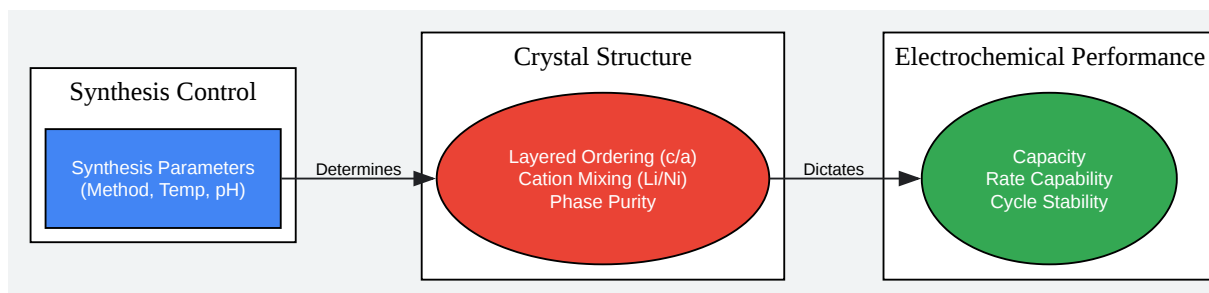 Synthesis Control
Synthesis Parameters
(Method, Temp, pH)
Determines
Crystal Structure
Layered Ordering (c/a)
Cation Mixing (Li/Ni)
Phase Purity
Dictates
Electrochemical Performance
Capacity
Rate Capability
Cycle Stability